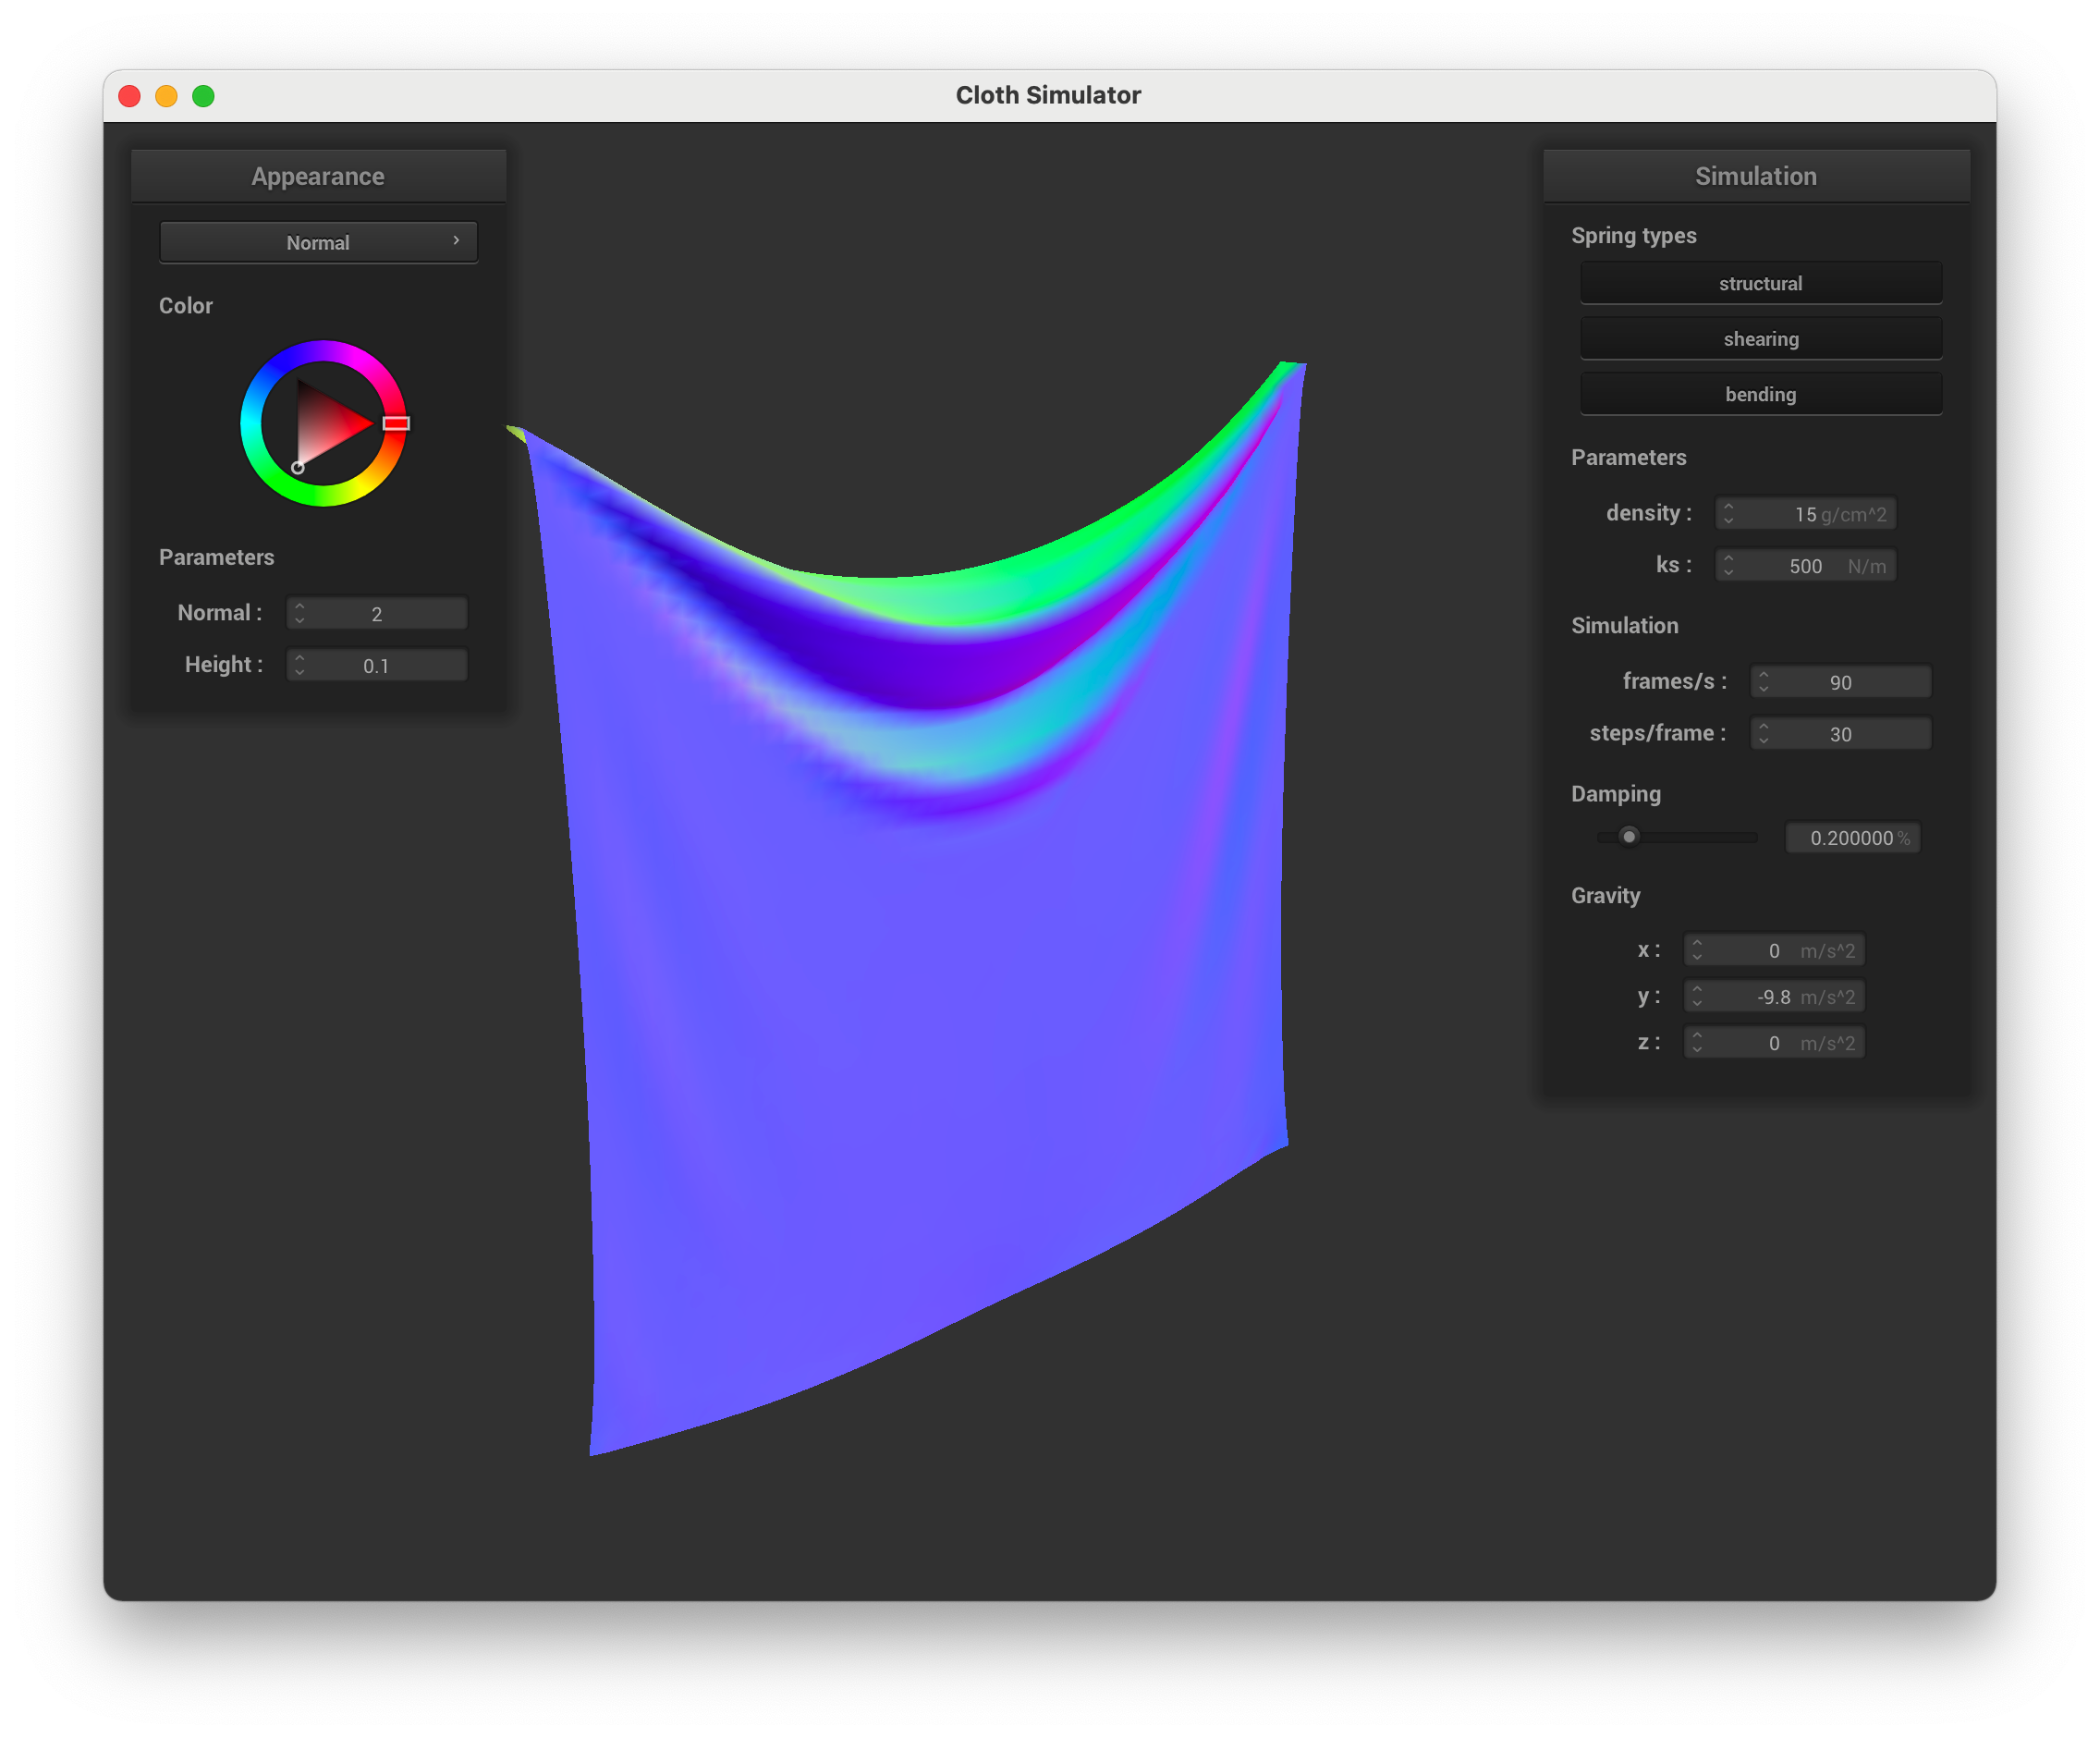 Cloth Simulator
Appearance
Normal
Color
Parameters
Normal : 2
Height : 0.1
Simulation
Spring types
structural
shearing
bending
Parameters
density : 15 g/cm^2
ks : 500 N/m
Simulation
frames/s : 90
steps/frame : 30
Damping
0.200000 %
Gravity
x : 0 m/s^2
y : -9.8 m/s^2
z : 0 m/s^2